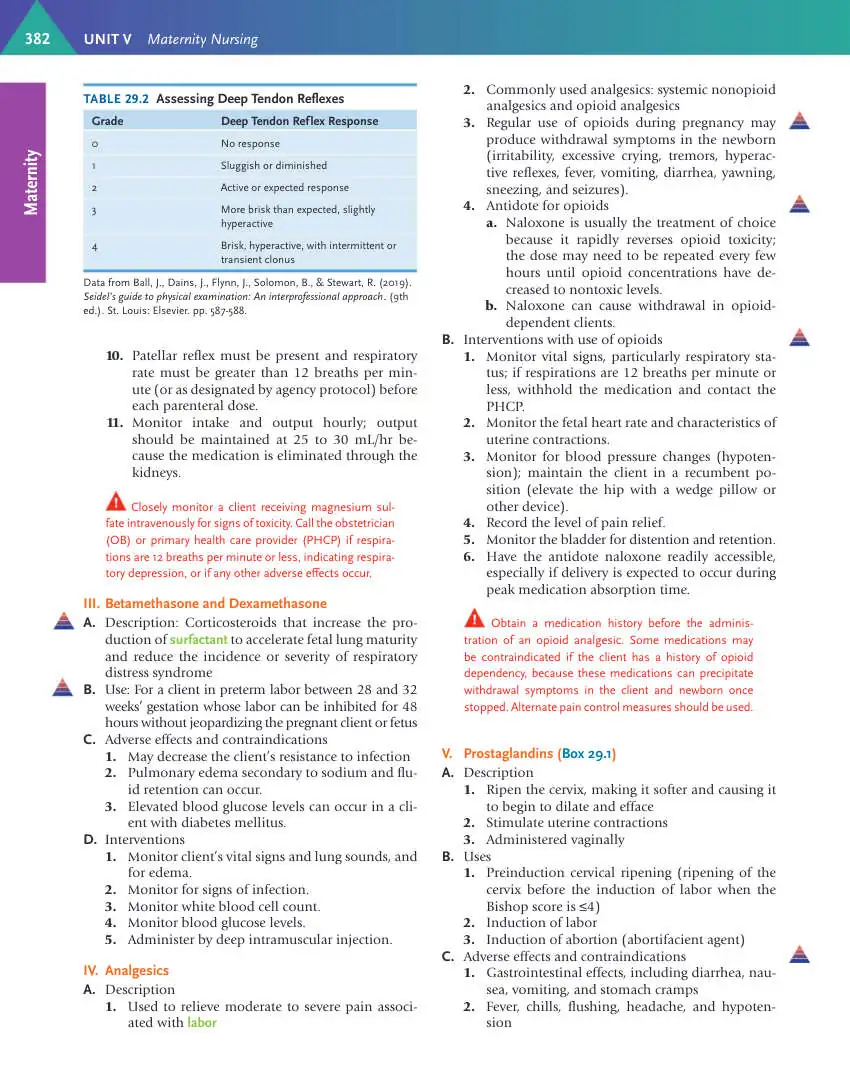 382
UNIT V Maternity Nursing
Maternity
TABLE 29.2 Assessing Deep Tendon Reflexes
Grade Deep Tendon Reflex Response
0 No response
1 Sluggish or diminished
2 Active or expected response
3 More brisk than expected, slightly
hyperactive
4 Brisk, hyperactive, with intermittent or
transient clonus
Data from Ball, J., Dains, J., Flynn, J., Solomon, B., & Stewart, R. (2019).
Seidel's guide to physical examination: An interprofessional approach. (9th
ed.). St. Louis: Elsevier. pp. 587-588.
10. Patellar reflex must be present and respiratory
rate must be greater than 12 breaths per min-
ute (or as designated by agency protocol) before
each parenteral dose.
11. Monitor intake and output hourly; output
should be maintained at 25 to 30 mL/hr be-
cause the medication is eliminated through the
kidneys.
Closely monitor a client receiving magnesium sul-
fate intravenously for signs of toxicity. Call the obstetrician
(OB) or primary health care provider (PHCP) if respira-
tions are 12 breaths per minute or less, indicating respira-
tory depression, or if any other adverse effects occur.
III. Betamethasone and Dexamethasone
A. Description: Corticosteroids that increase the pro-
duction of surfactant to accelerate fetal lung maturity
and reduce the incidence or severity of respiratory
distress syndrome
B. Use: For a client in preterm labor between 28 and 32
weeks' gestation whose labor can be inhibited for 48
hours without jeopardizing the pregnant client or fetus
C. Adverse effects and contraindications
1. May decrease the client's resistance to infection
2. Pulmonary edema secondary to sodium and flu-
id retention can occur.
3. Elevated blood glucose levels can occur in a cli-
ent with diabetes mellitus.
D. Interventions
1. Monitor client's vital signs and lung sounds, and
for edema.
2. Monitor for signs of infection.
3. Monitor white blood cell count.
4. Monitor blood glucose levels.
5. Administer by deep intramuscular injection.
IV. Analgesics
A. Description
1. Used to relieve moderate to severe pain associ-
ated with labor
2. Commonly used analgesics: systemic nonopioid
analgesics and opioid analgesics
3. Regular use of opioids during pregnancy may
produce withdrawal symptoms in the newborn
(irritability, excessive crying, tremors, hyperac-
tive reflexes, fever, vomiting, diarrhea, yawning,
sneezing, and seizures).
4. Antidote for opioids
a. Naloxone is usually the treatment of choice
because it rapidly reverses opioid toxicity;
the dose may need to be repeated every few
hours until opioid concentrations have de-
creased to nontoxic levels.
b. Naloxone can cause withdrawal in opioid-
dependent clients.
B. Interventions with use of opioids
1. Monitor vital signs, particularly respiratory sta-
tus; if respirations are 12 breaths per minute or
less, withhold the medication and contact the
PHCP.
2. Monitor the fetal heart rate and characteristics of
uterine contractions.
3. Monitor for blood pressure changes (hypoten-
sion); maintain the client in a recumbent po-
sition (elevate the hip with a wedge pillow or
other device).
4. Record the level of pain relief.
5. Monitor the bladder for distention and retention.
6. Have the antidote naloxone readily accessible,
especially if delivery is expected to occur during
peak medication absorption time.
Obtain a medication history before the adminis-
tration of an opioid analgesic. Some medications may
be contraindicated if the client has a history of opioid
dependency, because these medications can precipitate
withdrawal symptoms in the client and newborn once
stopped. Alternate pain control measures should be used.
V. Prostaglandins (Box 29.1)
A. Description
1. Ripen the cervix, making it softer and causing it
to begin to dilate and efface
2. Stimulate uterine contractions
3. Administered vaginally
B. Uses
1. Preinduction cervical ripening (ripening of the
cervix before the induction of labor when the
Bishop score is ≤4)
2. Induction of labor
3. Induction of abortion (abortifacient agent)
C. Adverse effects and contraindications
1. Gastrointestinal effects, including diarrhea, nau-
sea, vomiting, and stomach cramps
2. Fever, chills, flushing, headache, and hypoten-
sion